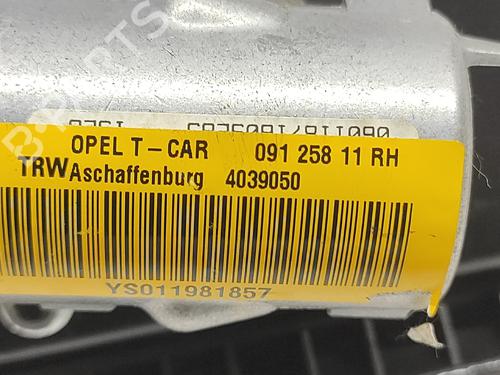 OPEL T-CAR 091 258 11 RH
TRW Aschaffenburg 4039050
YS011981857